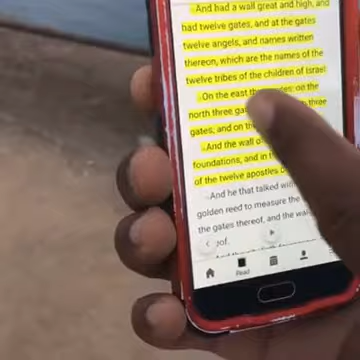 And had a wall great and high, and
had twelve gates, and at the gates
twelve angels, and names written
thereon, which are the names of the
twelve tribes of the children of Israel:
On the east on the
north three three
gates; and on
And the wall
foundations, and in
of the twelve apostles
And he that talked
golden reed to measure the
the gates thereof, and the
Read